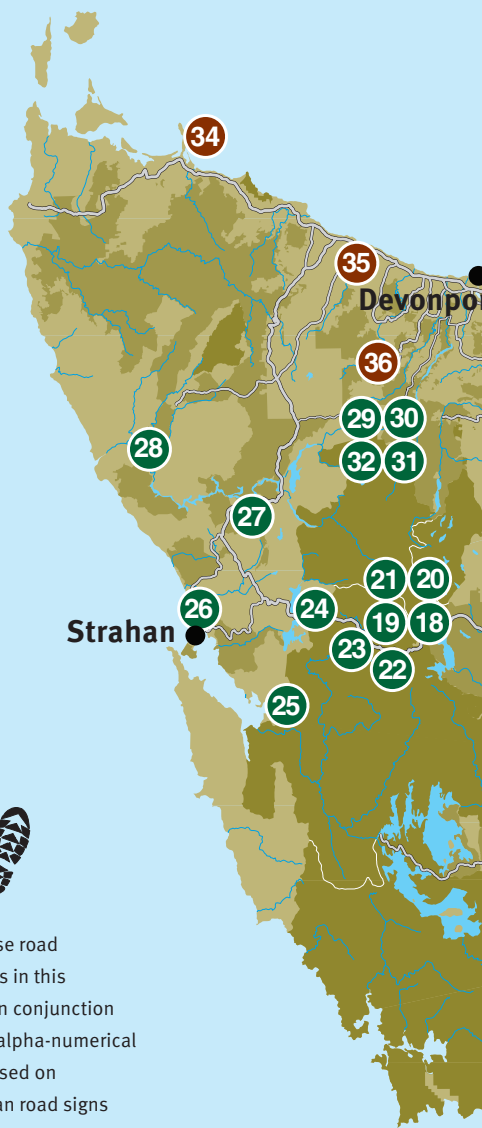 34
35
Devonpor
36
29 30
28
32 31
27
21 20
26
24
19 18
Strahan
23
22
25
se road
s in this
n conjunction
alpha-numerical
sed on
an road signs